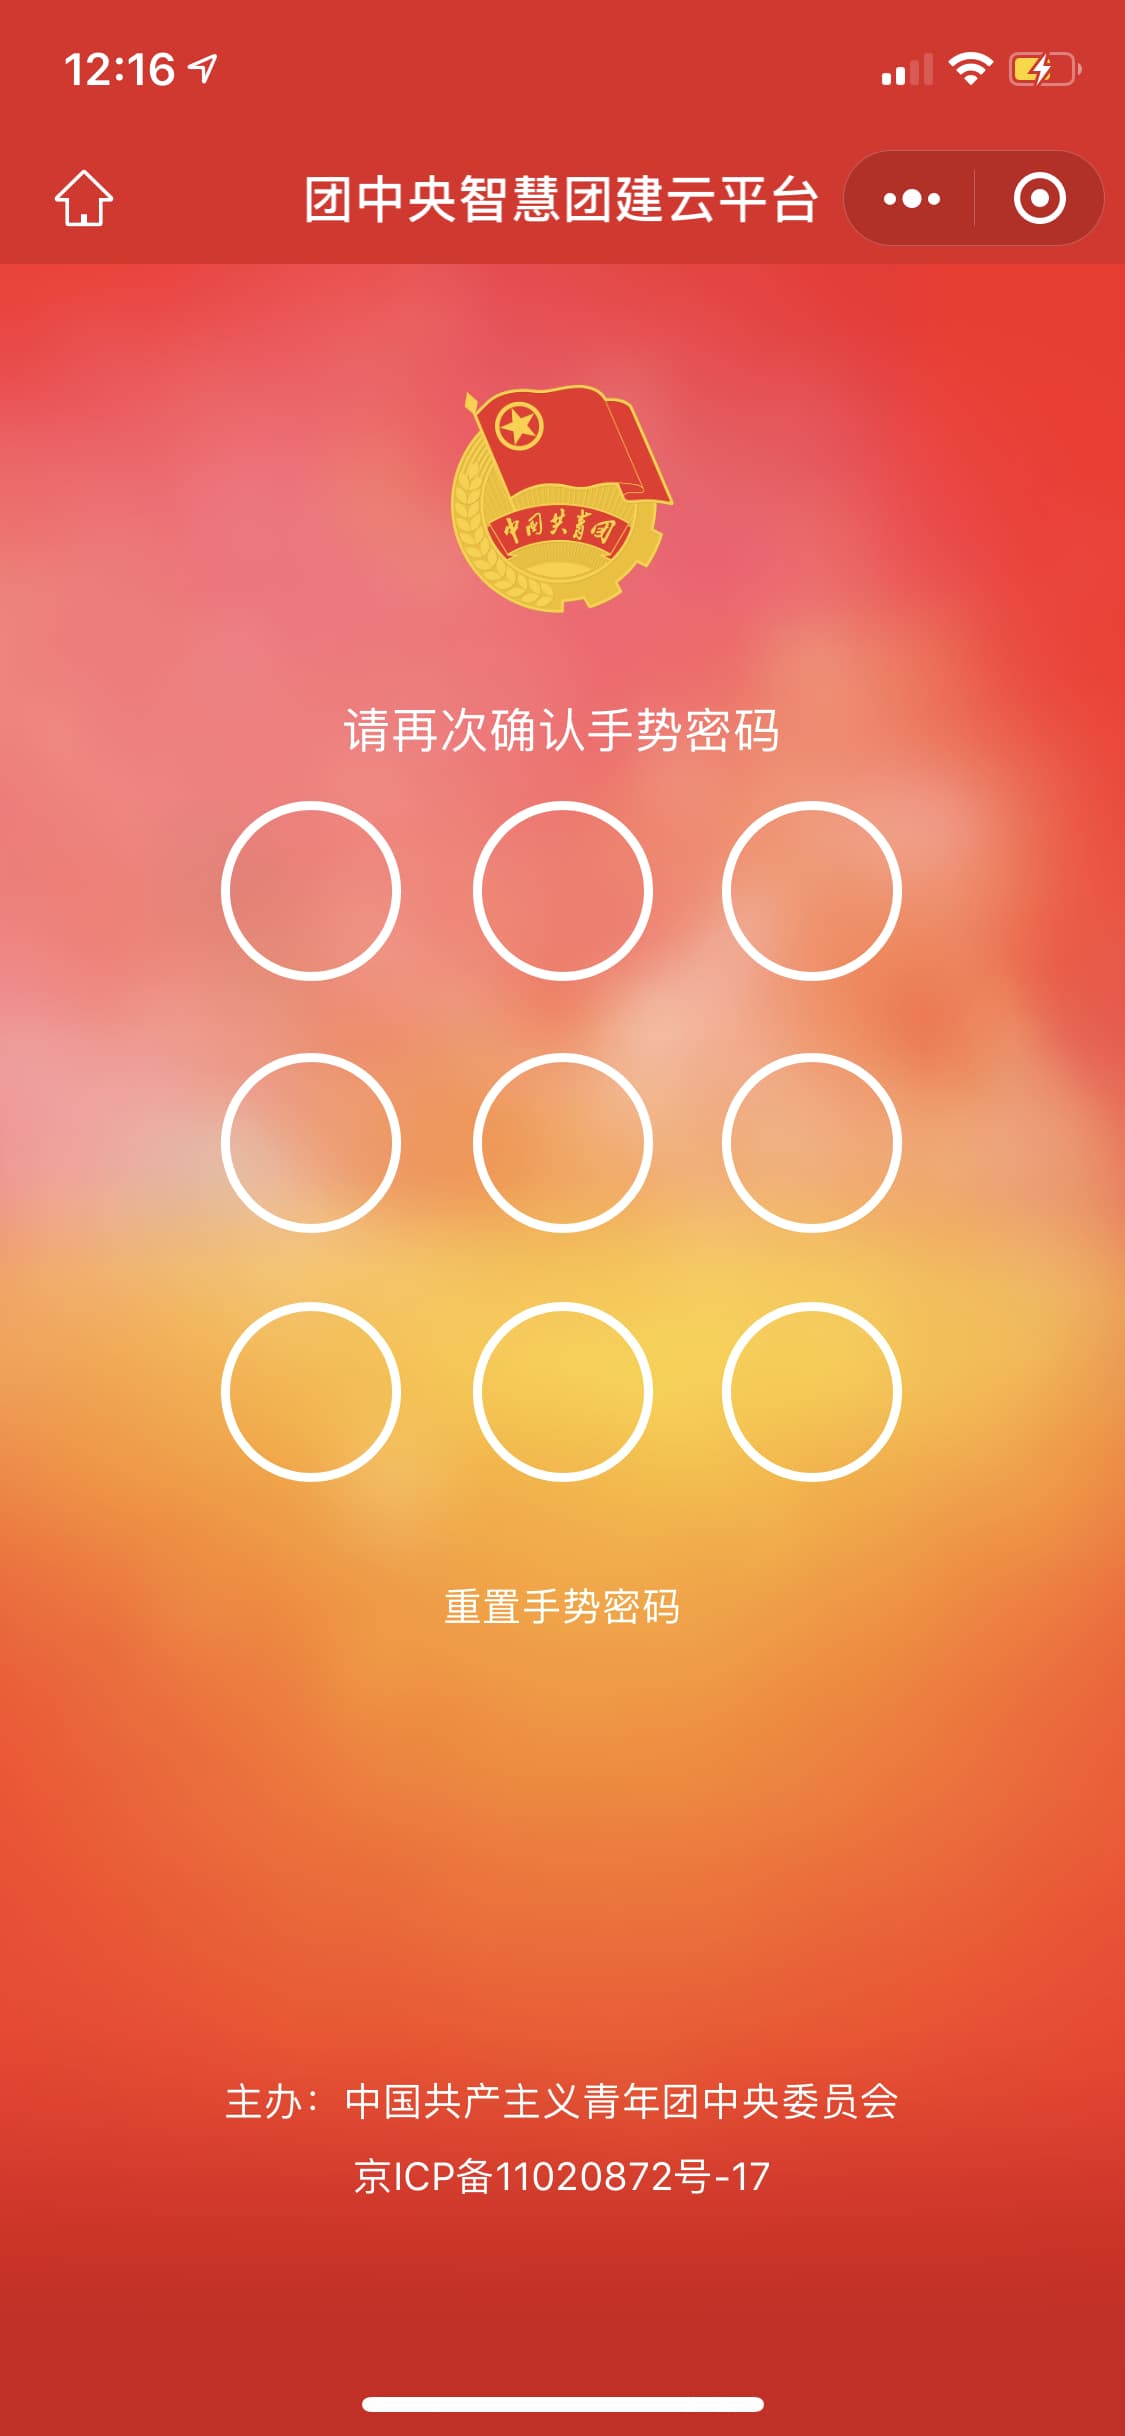 12:16
团中央智慧团建云平台
中国共青团
请再次确认手势密码
重置手势密码
主办：中国共产主义青年团中央委员会
京ICP备11020872号-17